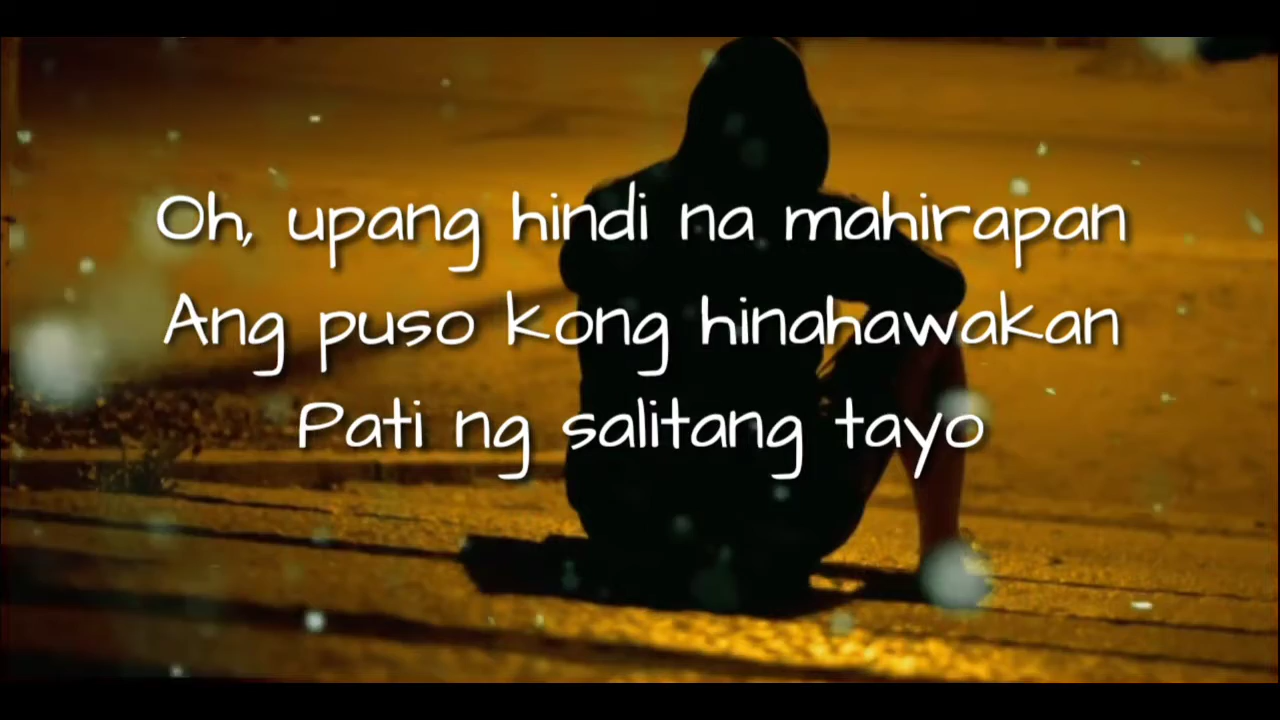 Oh, upang hindi na mahirapan
Ang puso kong hinahawakan
Pati ng salitang tayo